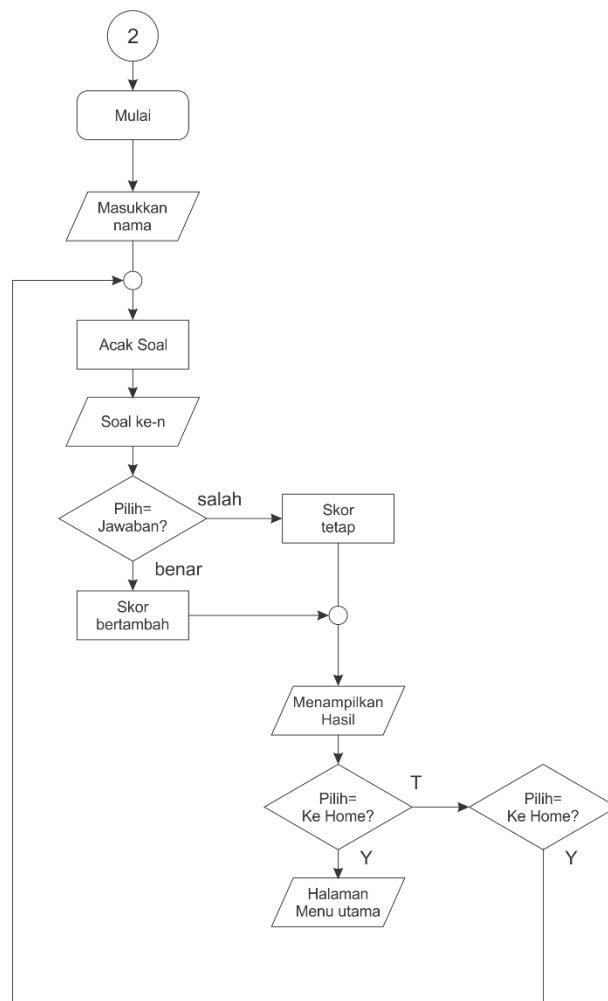 2
Mulai
Masukkan
nama
Acak Soal
Soal ke-n
Pilih=
Jawaban?
salah
Skor
tetap
benar
Skor
bertambah
Menampilkan
Hasil
Pilih=
Ke Home?
T
Pilih=
Ke Home?
Y
Y
Halaman
Menu utama